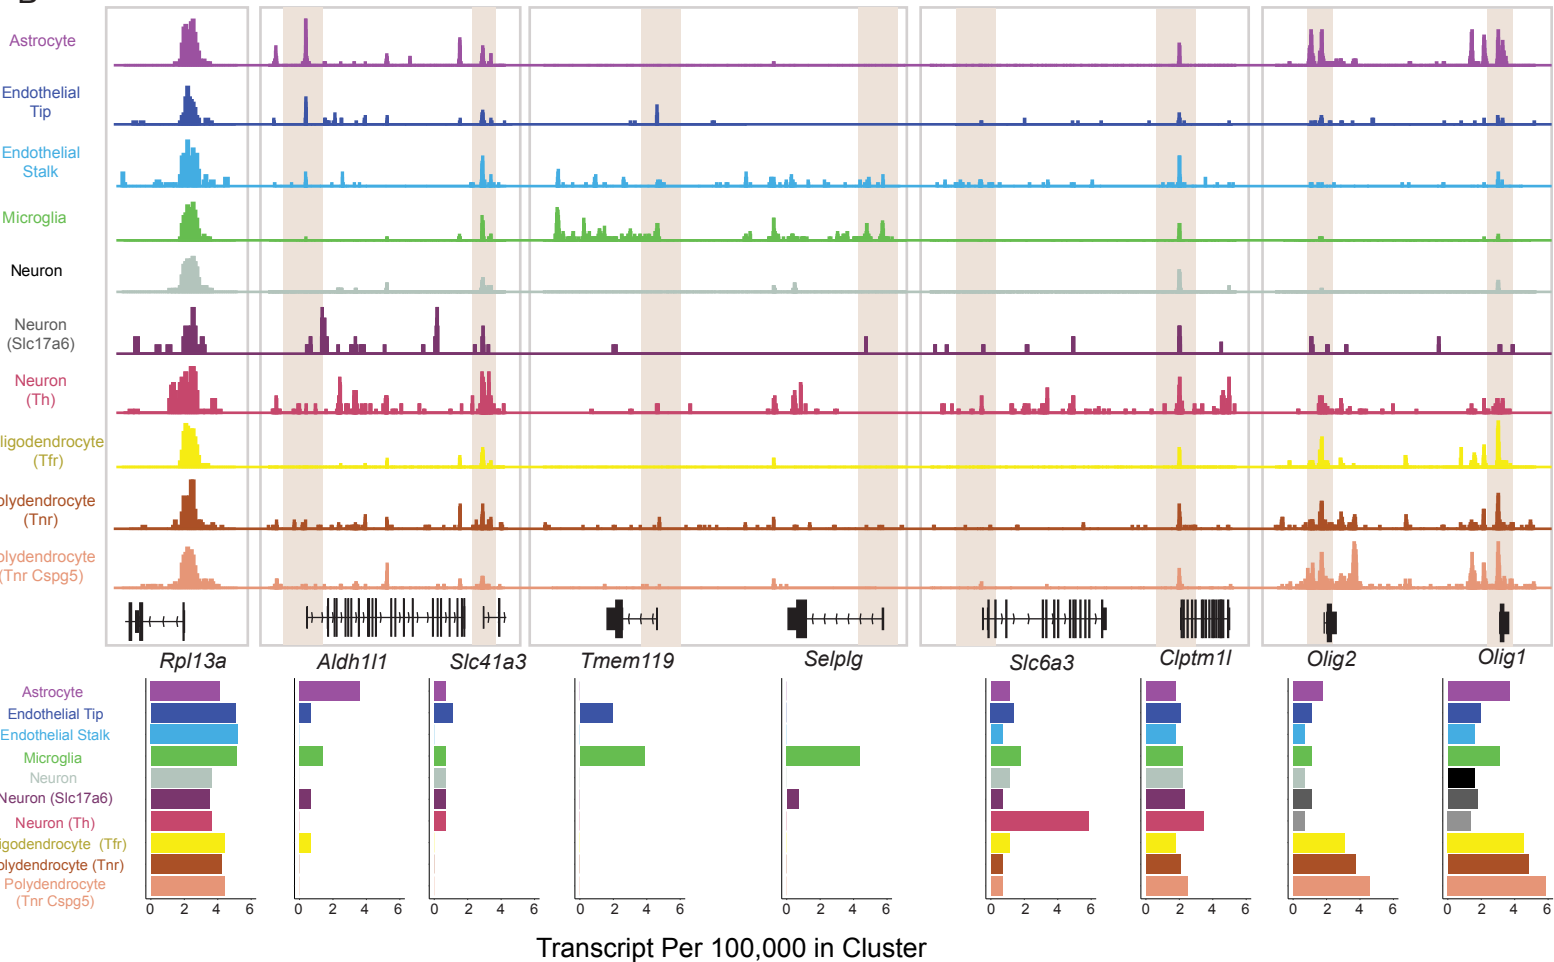 Astrocyte
Endothelial
Tip
Endothelial
Stalk
Microglia
Neuron
Neuron
(Slc17a6)
Neuron
(Th)
ligodendrocyte
(Tfr)
olydendrocyte
(Tnr)
olydendrocyte
(Tnr Cspg5)
Rpl13a Aldh1l1 Slc41a3 Tmem119 Selplg Slc6a3 Clptm1l Olig2 Olig1
Astrocyte
Endothelial Tip
Endothelial Stalk
Microglia
Neuron
Neuron (Slc17a6)
Neuron (Th)
igodendrocyte (Tfr)
olydendrocyte (Tnr)
Polydendrocyte
(Tnr Cspg5)
0 2 4 6 0 2 4 6 0 2 4 6 0 2 4 6 0 2 4 6 0 2 4 6 0 2 4 6 0 2 4 6 0 2 4 6
Transcript Per 100,000 in Cluster